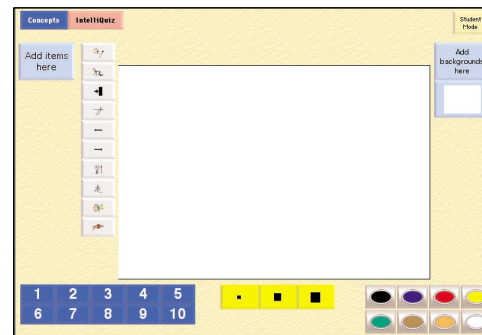 Concepts IntelliQuiz
Student
Mode
Add items
here
Add
backgrounds
here
1 2 3 4 5
6 7 8 9 10